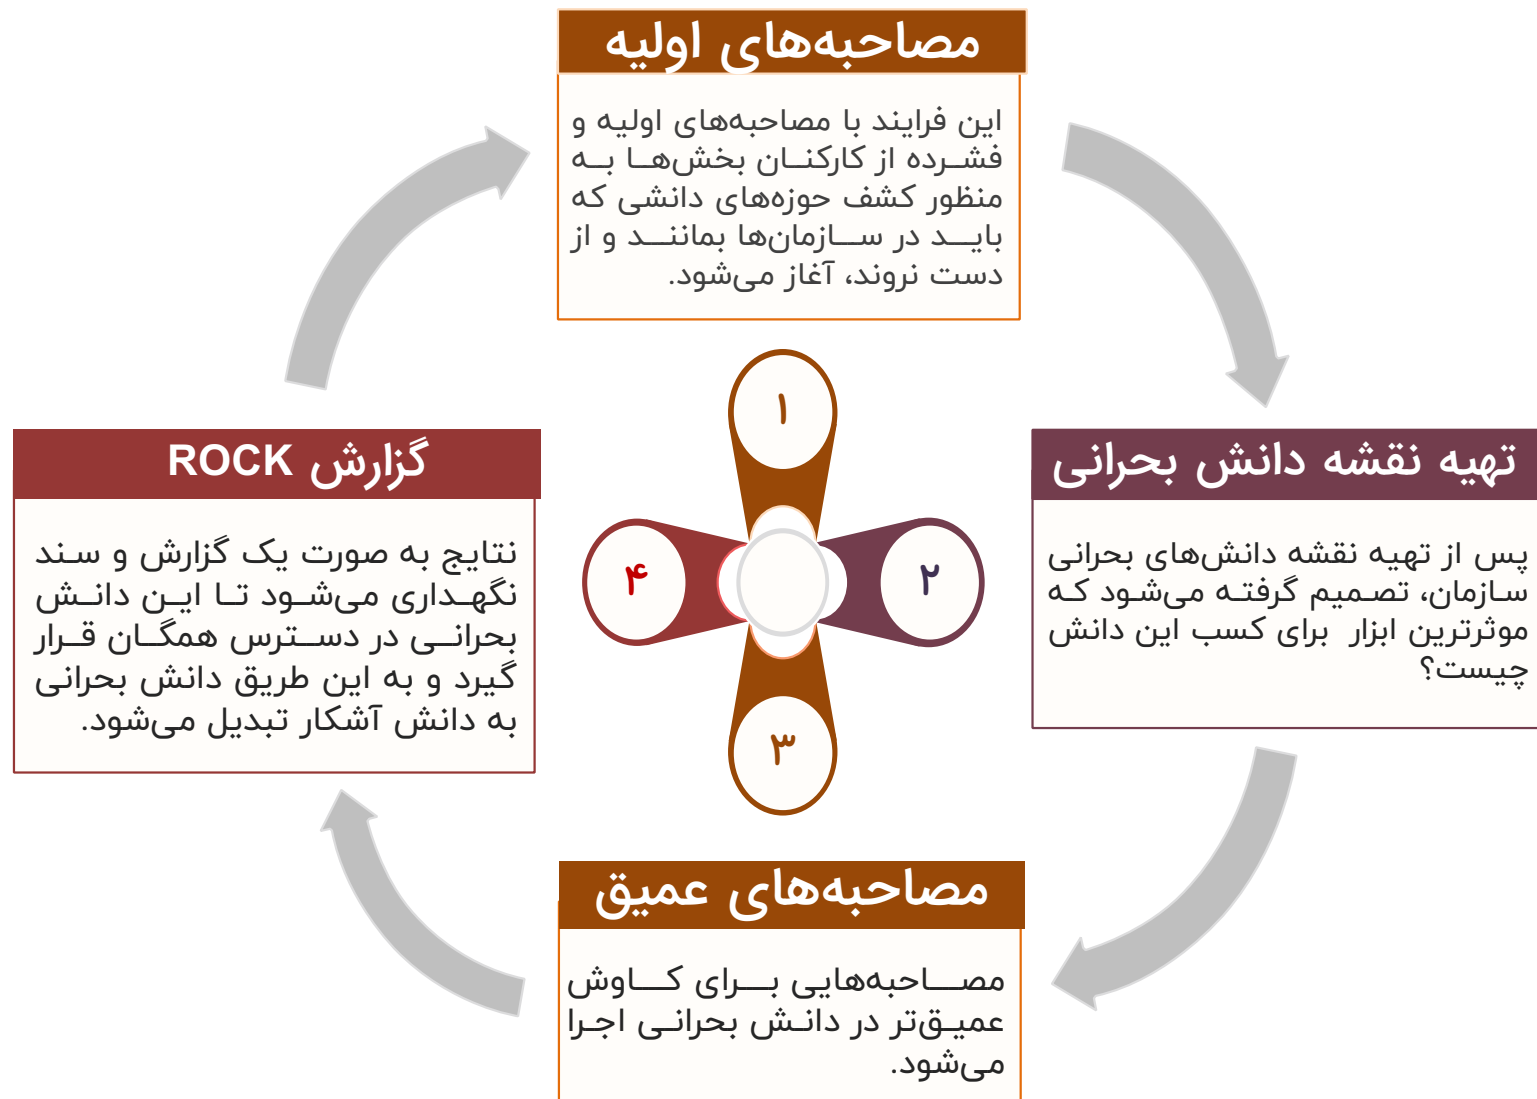 مصاحبه‌های اولیه
این فرایند با مصاحبه‌های اولیه و
فشرده از کارکنان بخش‌ها به
منظور کشف حوزه‌های دانشی که
باید در سازمان‌ها بمانند و از
دست نروند، آغاز می‌شود.
۱
تهیه نقشه دانش بحرانی
پس از تهیه نقشه دانش‌های بحرانی
سازمان، تصمیم گرفته می‌شود که
موثرترین ابزار برای کسب این دانش
چیست؟
۲
مصاحبه‌های عمیق
مصاحبه‌هایی برای کاوش
عمیق‌تر در دانش بحرانی اجرا
می‌شود.
۳
گزارش ROCK
نتایج به صورت یک گزارش و سند
نگهداری می‌شود تا این دانش
بحرانی در دسترس همگان قرار
گیرد و به این طریق دانش بحرانی
به دانش آشکار تبدیل می‌شود.
۴